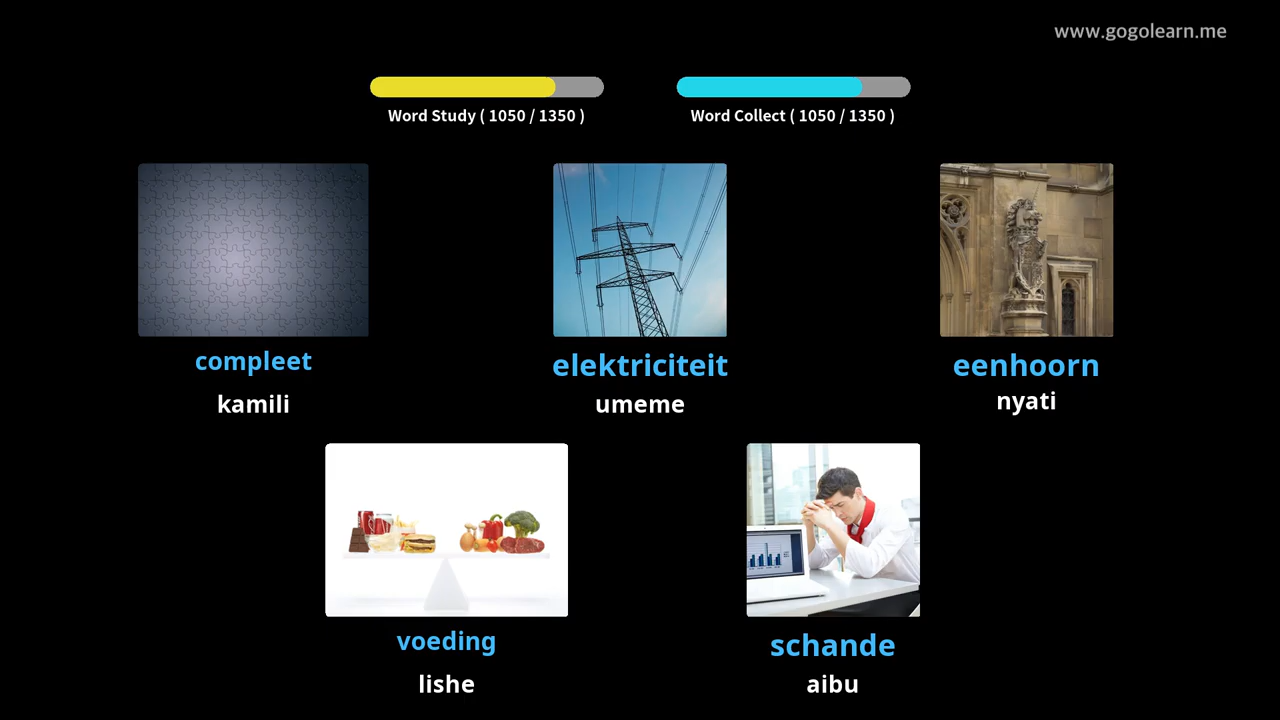 www.gogolearn.me
Word Study ( 1050 / 1350 )
Word Collect ( 1050 / 1350 )
compleet
kamili
elektriciteit
umeme
eenhoorn
nyati
voeding
lishe
schande
aibu